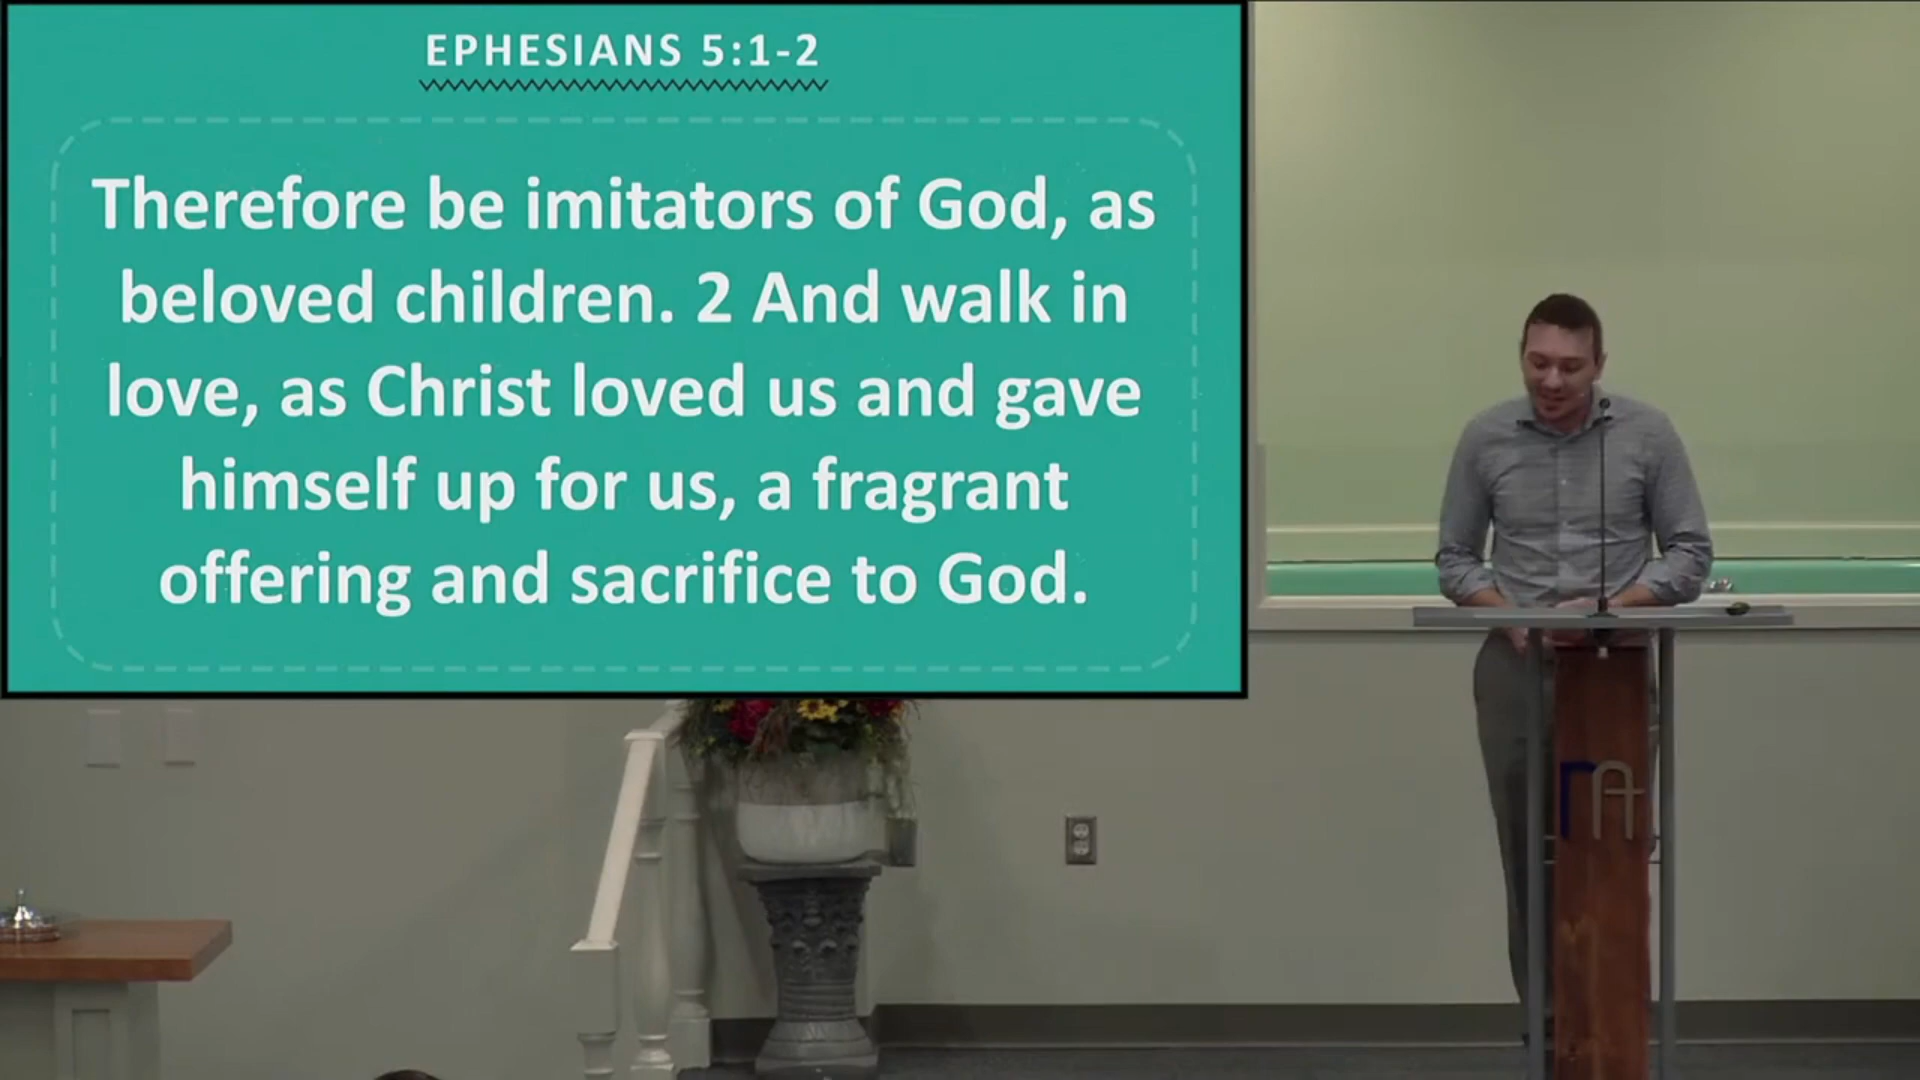 EPHESIANS 5:1-2
Therefore be imitators of God, as
beloved children. 2 And walk in
love, as Christ loved us and gave
himself up for us, a fragrant
offering and sacrifice to God.